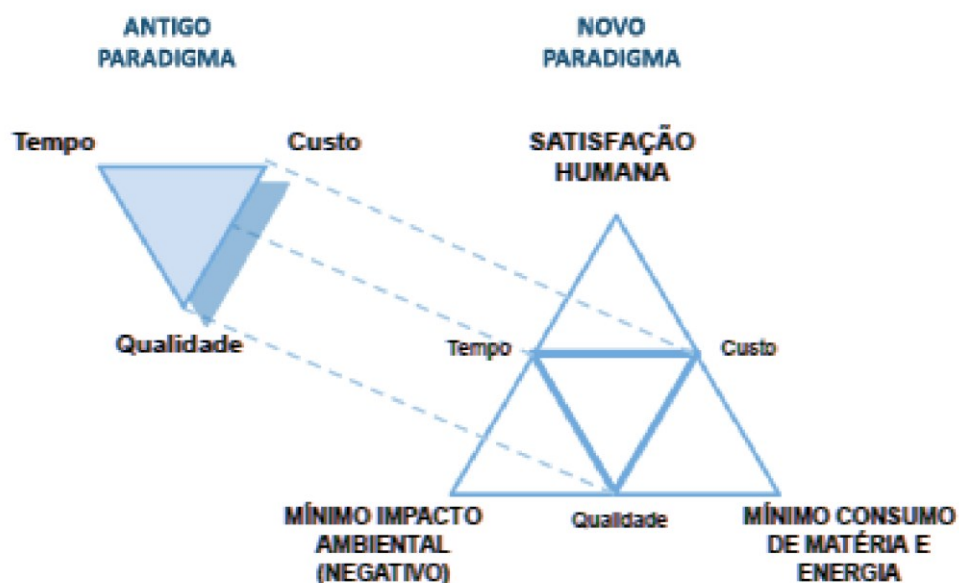 ANTIGO
PARADIGMA
NOVO
PARADIGMA
Tempo
Custo
Qualidade
SATISFAÇÃO
HUMANA
Tempo
Custo
MÍNIMO IMPACTO
AMBIENTAL
(NEGATIVO)
Qualidade
MÍNIMO CONSUMO
DE MATÉRIA E
ENERGIA